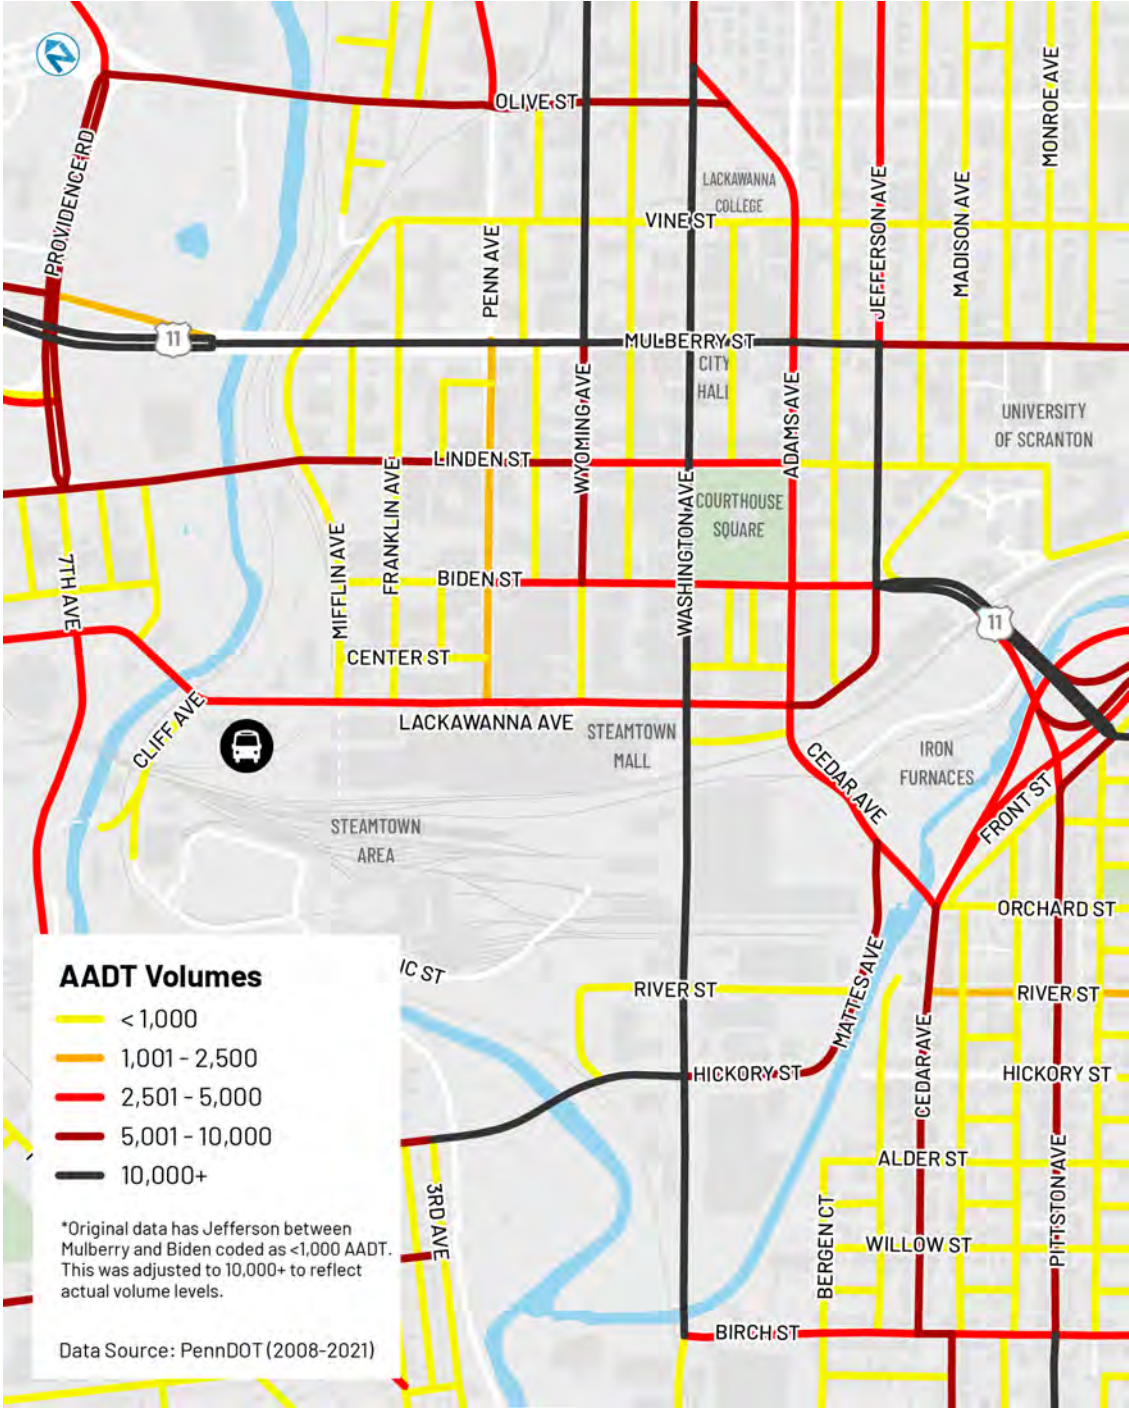 OLIVE ST
PROVIDENCE RD
MONROE AVE
LACKAWANNA
COLLEGE
VINE ST
PENN AVE
JEFFERSON AVE
MADISON AVE
11
MULBERRY ST
CITY
HALL
WYOMING AVE
ADAMS AVE
UNIVERSITY
OF SCRANTON
LINDEN ST
FRANKLIN AVE
WASHINGTON AVE
COURTHOUSE
SQUARE
MIFFLIN AVE
7TH AVE
BIDEN ST
11
CENTER ST
CLIFF AVE
LACKAWANNA AVE
STEAMTOWN
MALL
CEDAR AVE
IRON
FURNACES
FRONT ST
STEAMTOWN
AREA
ORCHARD ST
IC ST
MATTES AVE
RIVER ST
RIVER ST
HICKORY ST
CEDAR AVE
HICKORY ST
ALDER ST
PITTSTON AVE
3RD AVE
BERGEN CT
WILLOW ST
BIRCH ST
AADT Volumes
< 1,000
1,001 - 2,500
2,501 - 5,000
5,001 - 10,000
10,000+
*Original data has Jefferson between
Mulberry and Biden coded as <1,000 AADT.
This was adjusted to 10,000+ to reflect
actual volume levels.
Data Source: PennDOT (2008-2021)